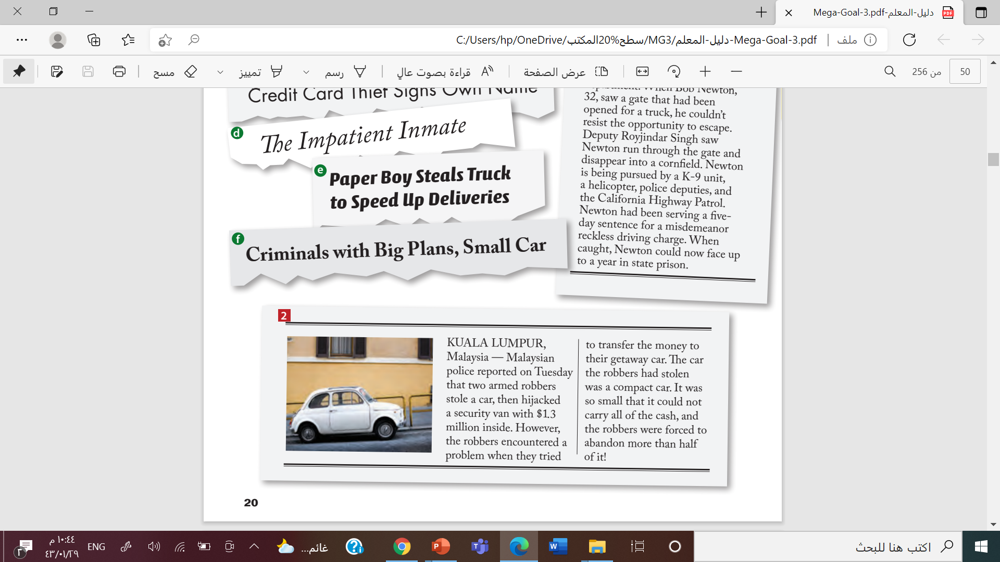 دليل-المعلم-Mega-Goal-3.pdf
ملف
C:/Users/hp/OneDrive/سطح%20المكتب/MG3/دليل-المعلم-Mega-Goal-3.pdf
50
من 256
عرض الصفحة
قراءة بصوت عالٍ
رسم
تمييز
مسح
Credit Card Thief Signs Own Name
d
The Impatient Inmate
e
Paper Boy Steals Truck
to Speed Up Deliveries
f
Criminals with Big Plans, Small Car
When Bob Newton,
32, saw a gate that had been
opened for a truck, he couldn't
resist the opportunity to escape.
Deputy Royjindar Singh saw
Newton run through the gate and
disappear into a cornfield. Newton
is being pursued by a K-9 unit,
a helicopter, police deputies, and
the California Highway Patrol.
Newton had been serving a five-
day sentence for a misdemeanor
reckless driving charge. When
caught, Newton could now face up
to a year in state prison.
2
KUALA LUMPUR,
Malaysia — Malaysian
police reported on Tuesday
that two armed robbers
stole a car, then hijacked
a security van with $1.3
million inside. However,
the robbers encountered a
problem when they tried
to transfer the money to
their getaway car. The car
the robbers had stolen
was a compact car. It was
so small that it could not
carry all of the cash, and
the robbers were forced to
abandon more than half
of it!
20
اكتب هنا للبحث
غائم...
ENG
١٠:٤٤ م
٤٣/٠١/٢٩
٣